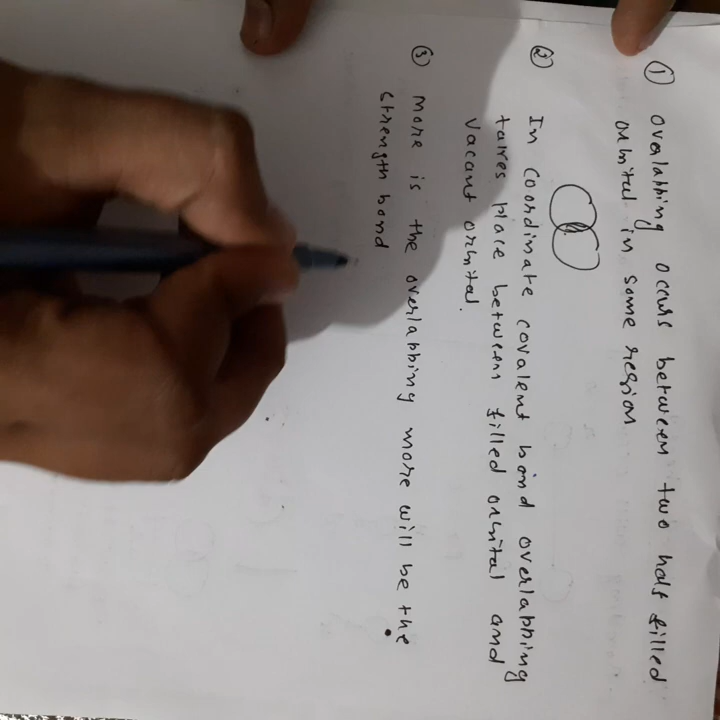 ① Overlapping occurs between two half filled
orbital in some region
② In coordinate covalent bond overlapping
takes place between filled orbital and
vacant orbital.
③ more is the overlapping more will be the
strength bond